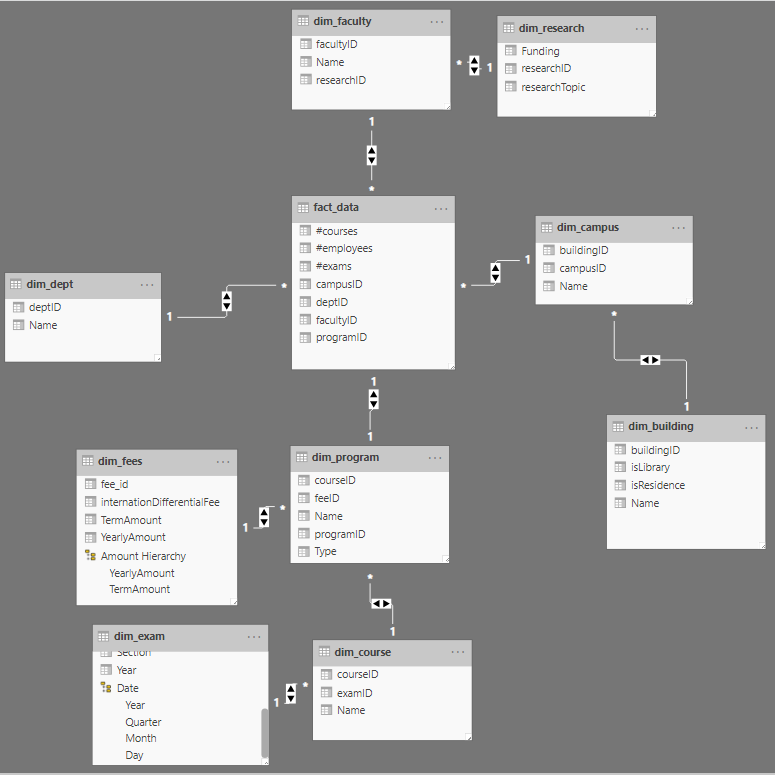 dim_faculty ...
facultyID
Name
researchID
dim_research ...
Funding
researchID
researchTopic
* 1
1
*
fact_data ...
#courses
#employees
#exams
campusID
deptID
facultyID
programID
dim_campus ...
buildingID
campusID
Name
* 1
dim_dept ...
deptID
Name
1 *
*
1
dim_building ...
buildingID
isLibrary
isResidence
Name
1
1
dim_program ...
courseID
feeID
Name
programID
Type
dim_fees ...
fee_id
internationDifferentialFee
TermAmount
YearlyAmount
Amount Hierarchy
YearlyAmount
TermAmount
1 *
*
1
dim_exam ...
Section
Year
Date
Year
Quarter
Month
Day
1 *
dim_course ...
courseID
examID
Name